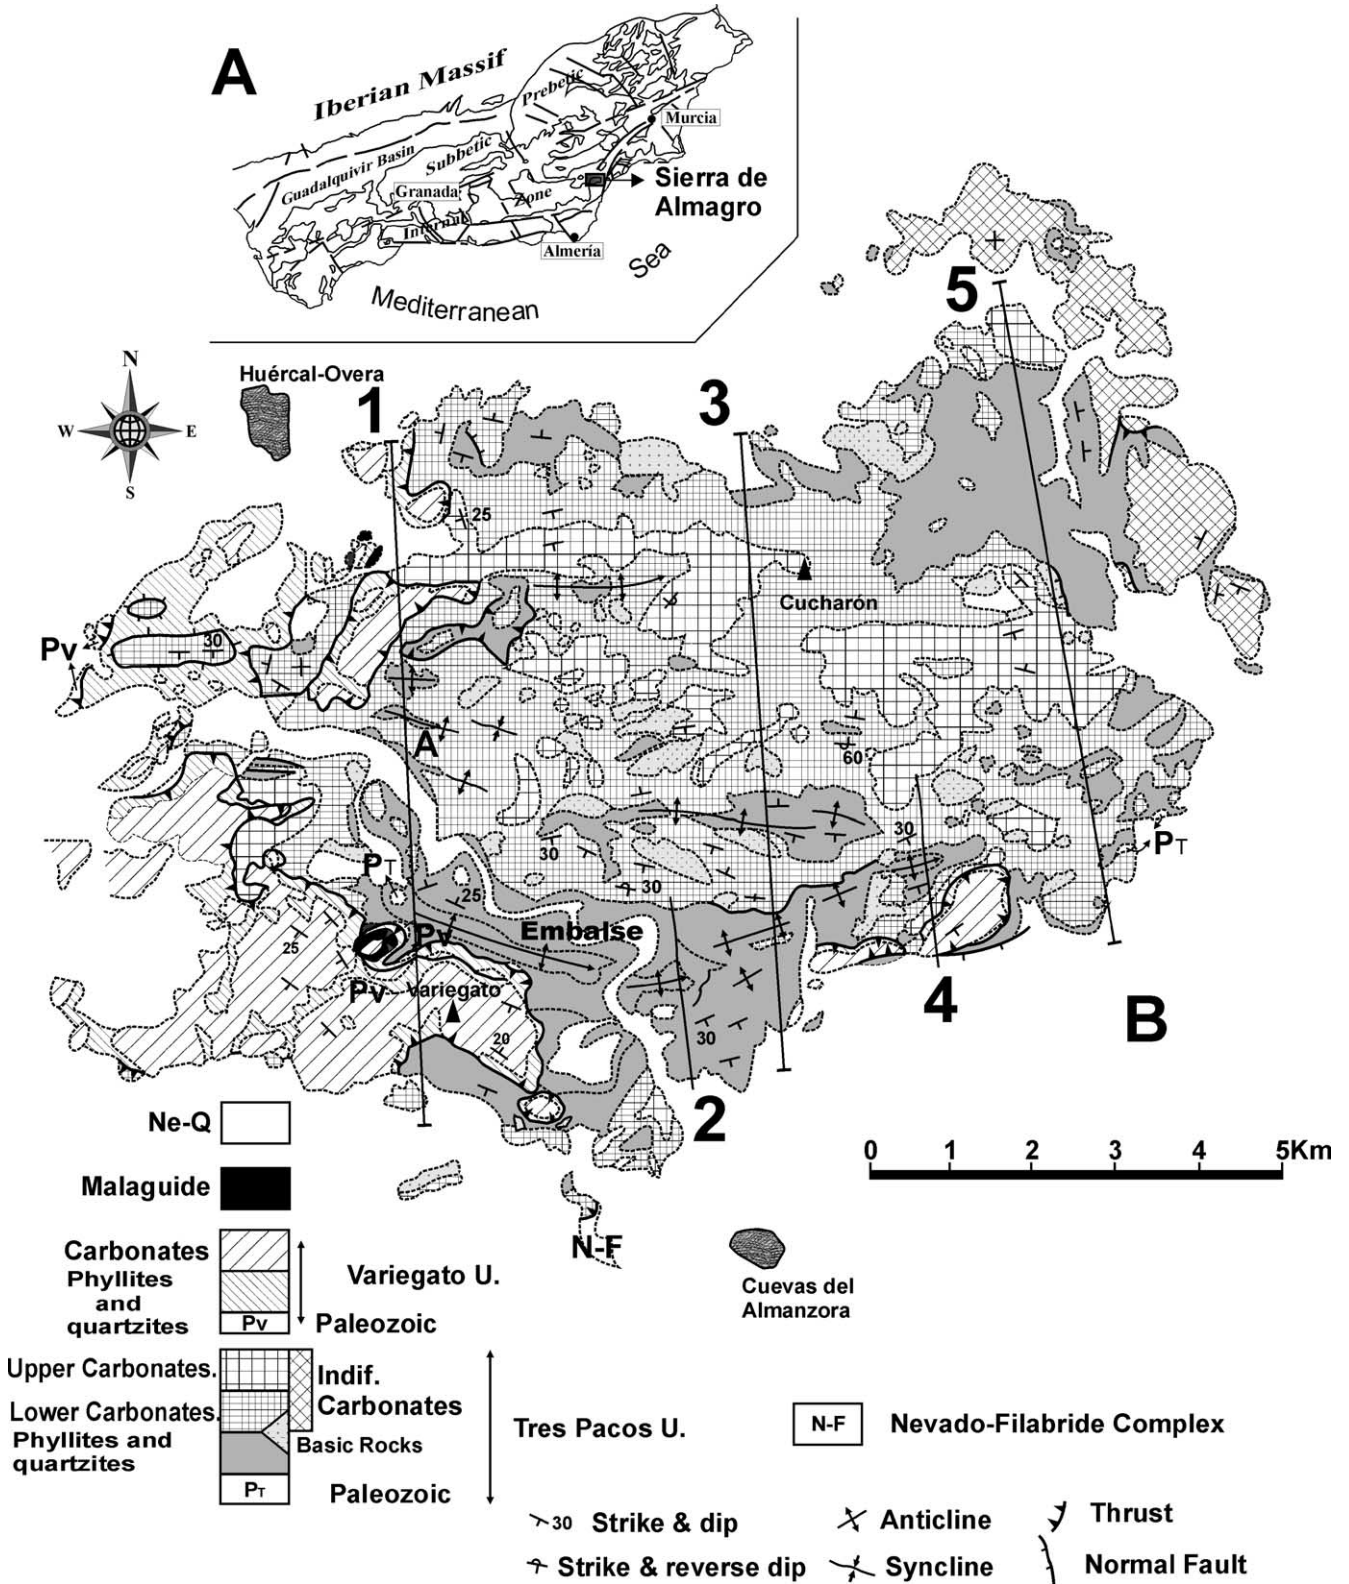 A
Iberian Massif
Prebetic
Murcia
Guadalquivir Basin
Subbetic
Granada
Zone
Internal
Almería
Sierra de
Almagro
Mediterranean
Sea
5
N
W
E
S
Huércal-Overa
1
3
25
Cucharón
Pv
30
A
60
30
30
30
PT
25
PT
Pv
Embalse
25
Pv
Variegato
20
30
4
B
2
Ne-Q
Malaguide
Carbonates
Phyllites
and
quartzites
Pv
Variegato U.
Paleozoic
0 1 2 3 4 5Km
N-F
Cuevas del
Almanzora
Upper Carbonates.
Indif.
Carbonates
Lower Carbonates.
Phyllites and
quartzites
Basic Rocks
PT
Paleozoic
Tres Pacos U.
N-F
Nevado-Filabride Complex
30 Strike & dip
Anticline
Thrust
Strike & reverse dip
Syncline
Normal Fault